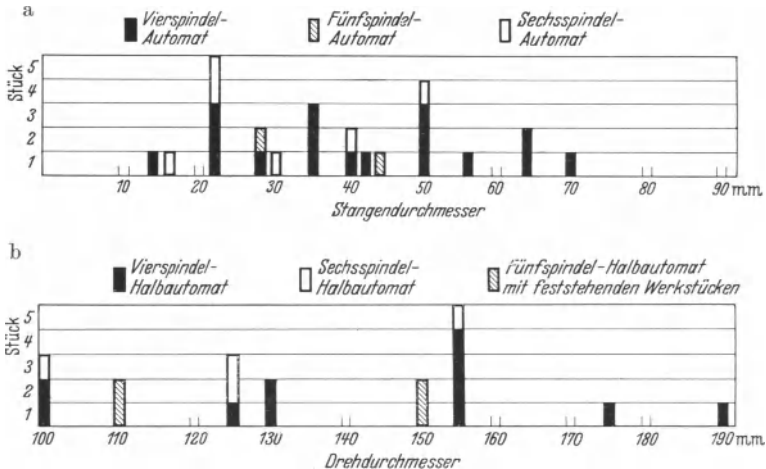 a
Vierspindel-
Automat
Fünfspindel-
Automat
Sechsspindel-
Automat
Stück
5
4
3
2
1
10 20 30 40 50 60 70 80 90 mm.
Stangendurchmesser
b
Vierspindel-
Halbautomat
Sechsspindel-
Halbautomat
Fünfspindel-Halbautomat
mit feststehenden Werkstücken
Stück
5
4
3
2
1
100 110 120 130 140 150 160 170 180 190 mm.
Drehdurchmesser